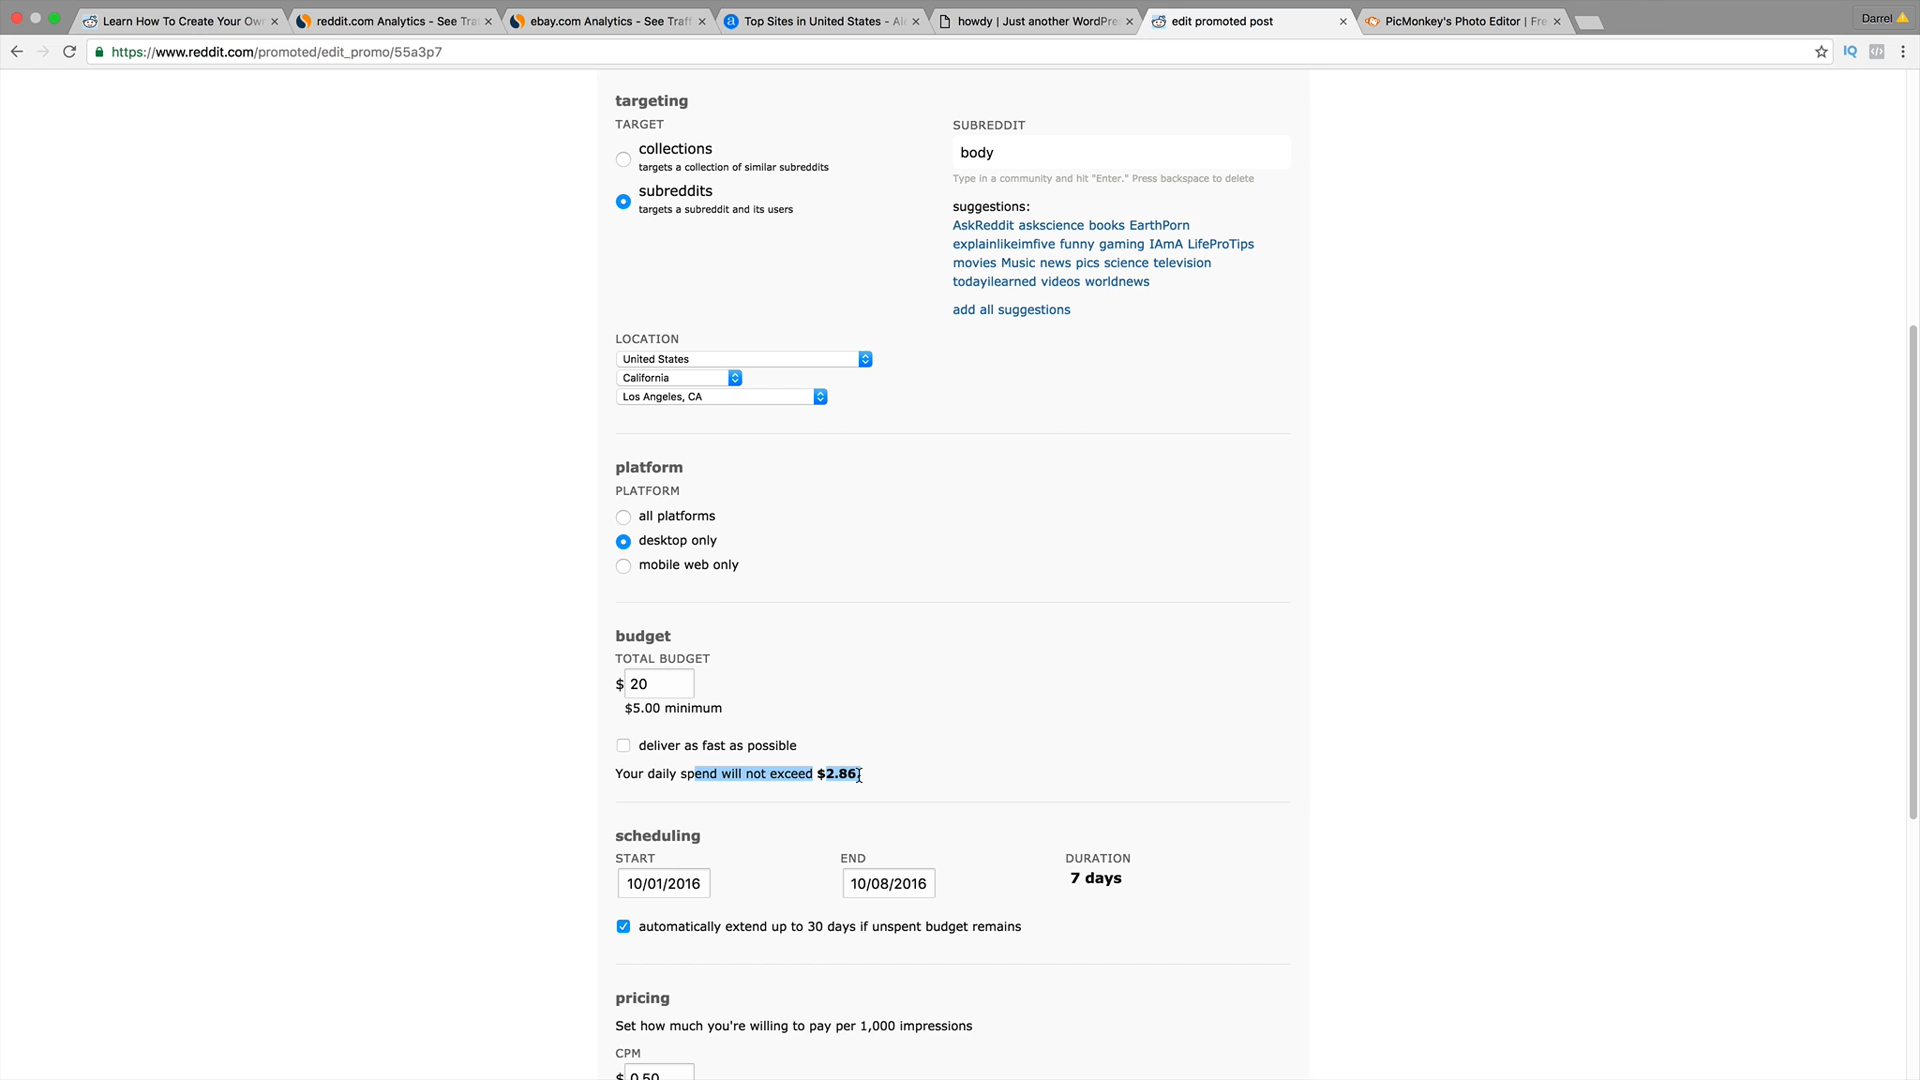 Learn How To Create Your Own
reddit.com Analytics - See Traf
ebay.com Analytics - See Traff
Top Sites in United States - Al
howdy | Just another WordPre
edit promoted post
PicMonkey's Photo Editor | Fre
Darrel
https://www.reddit.com/promoted/edit_promo/55a3p7
IQ
targeting
TARGET
collections
targets a collection of similar subreddits
subreddits
targets a subreddit and its users
SUBREDDIT
body
Type in a community and hit "Enter." Press backspace to delete
suggestions:
AskReddit askscience books EarthPorn
explainlikeimfive funny gaming IAmA LifeProTips
movies Music news pics science television
todayilearned videos worldnews
add all suggestions
LOCATION
United States
California
Los Angeles, CA
platform
PLATFORM
all platforms
desktop only
mobile web only
budget
TOTAL BUDGET
$ 20
$5.00 minimum
deliver as fast as possible
Your daily spend will not exceed $2.86.
scheduling
START
10/01/2016
END
10/08/2016
DURATION
7 days
automatically extend up to 30 days if unspent budget remains
pricing
Set how much you're willing to pay per 1,000 impressions
CPM
$ 0.50